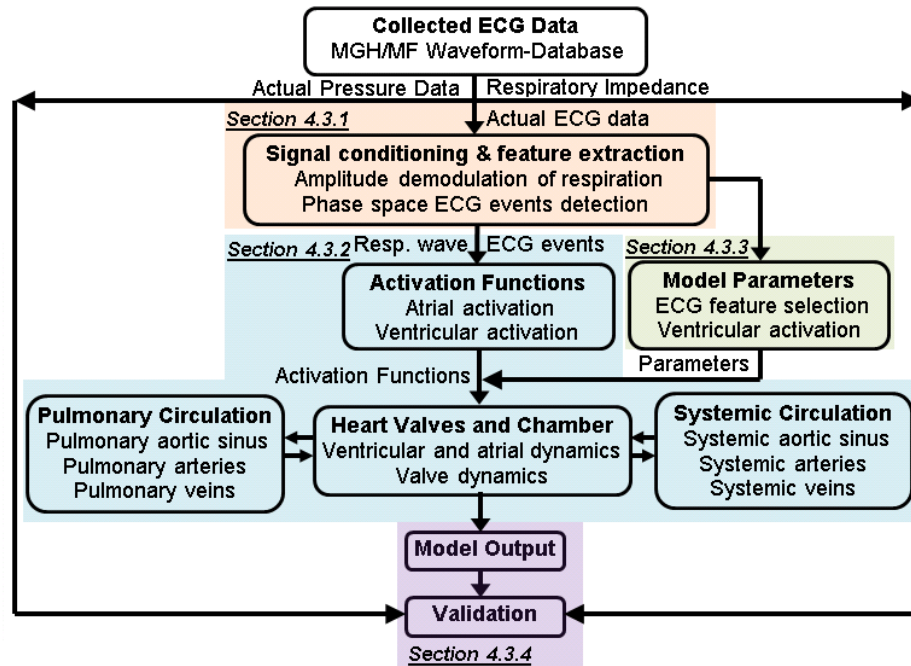 Collected ECG Data
MGH/MF Waveform-Database
Actual Pressure Data
Respiratory Impedance
Section 4.3.1
Actual ECG data
Signal conditioning & feature extraction
Amplitude demodulation of respiration
Phase space ECG events detection
Section 4.3.2
Resp. wave
ECG events
Section 4.3.3
Activation Functions
Atrial activation
Ventricular activation
Model Parameters
ECG feature selection
Ventricular activation
Activation Functions
Parameters
Pulmonary Circulation
Pulmonary aortic sinus
Pulmonary arteries
Pulmonary veins
Heart Valves and Chamber
Ventricular and atrial dynamics
Valve dynamics
Systemic Circulation
Systemic aortic sinus
Systemic arteries
Systemic veins
Model Output
Validation
Section 4.3.4